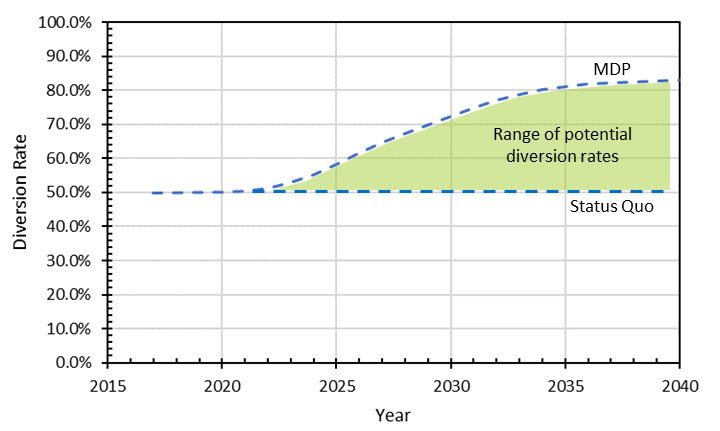 100.0%
90.0%
80.0%
70.0%
60.0%
50.0%
40.0%
30.0%
20.0%
10.0%
0.0%
Diversion Rate
MDP
Range of potential
diversion rates
Status Quo
2015 2020 2025 2030 2035 2040
Year